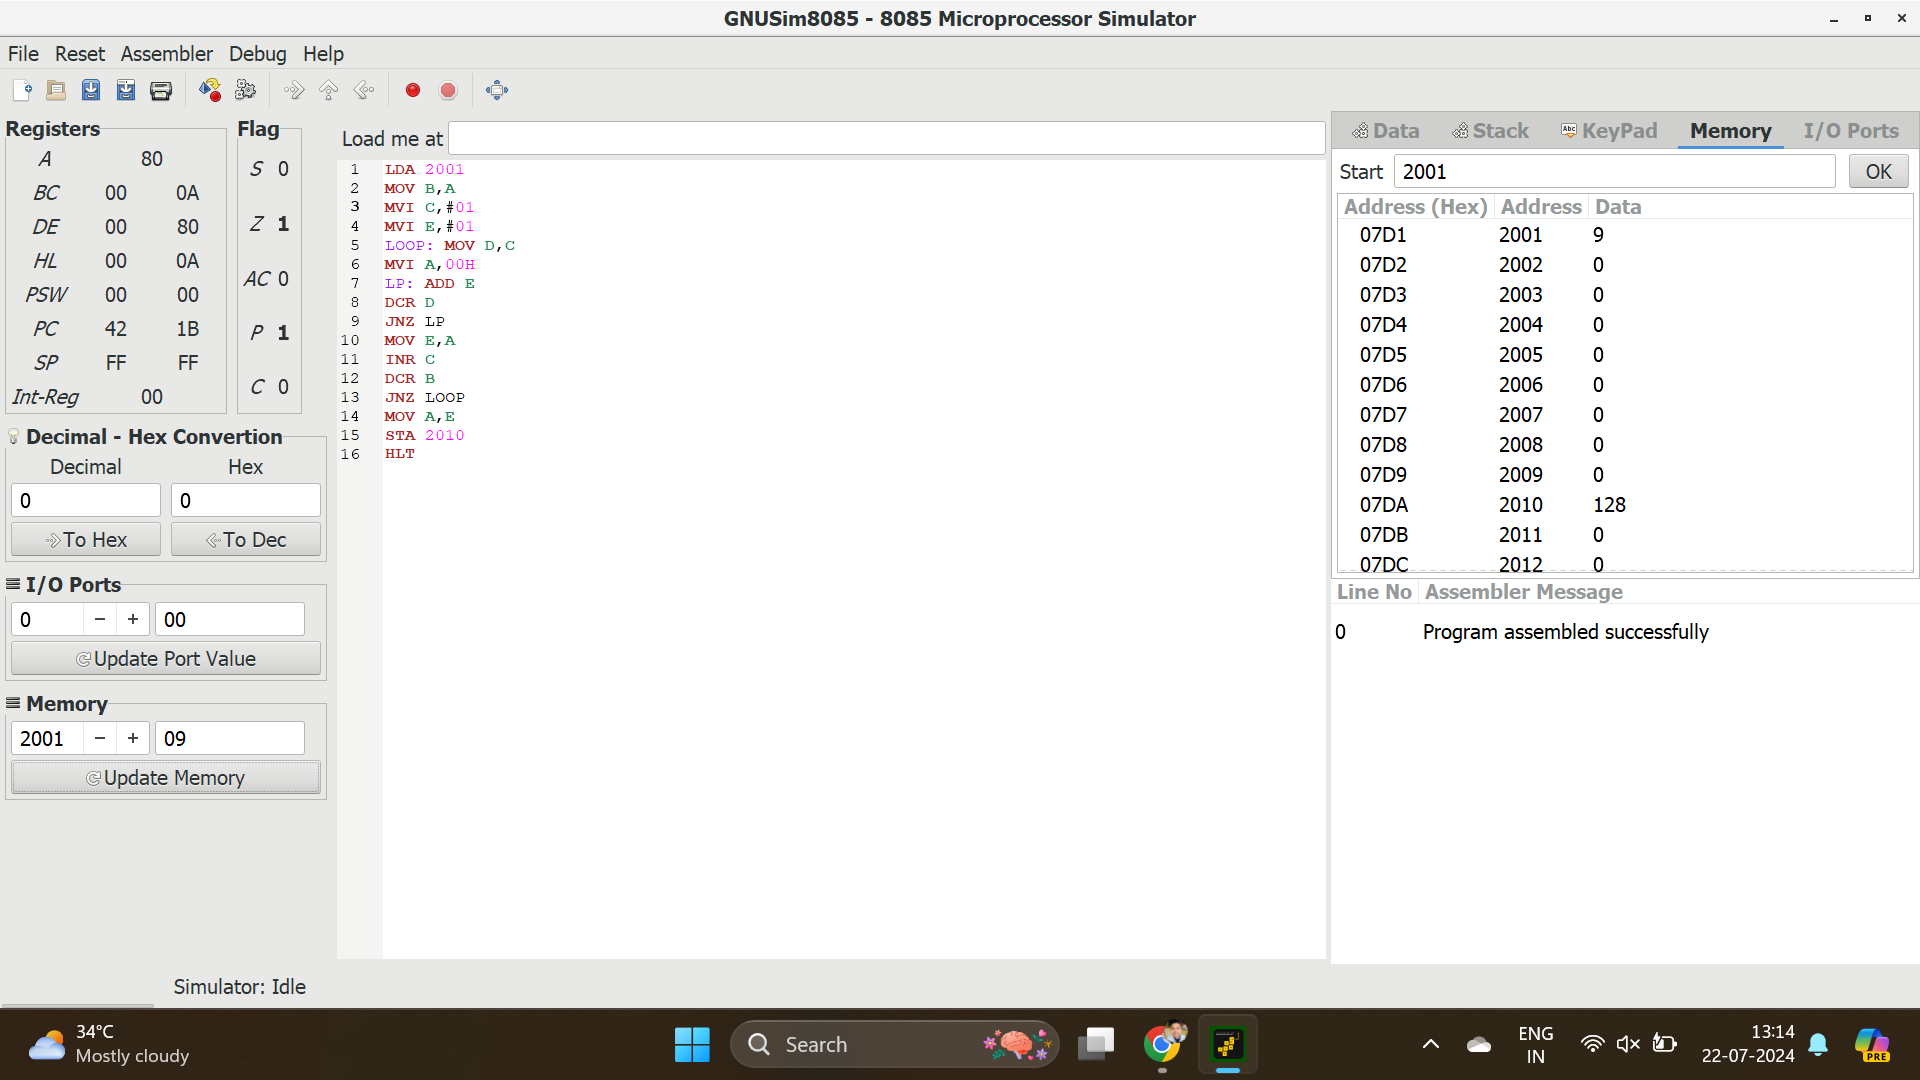 GNUSim8085 - 8085 Microprocessor Simulator
File Reset Assembler Debug Help
Registers
A 80
BC 00 0A
DE 00 80
HL 00 0A
PSW 00 00
PC 42 1B
SP FF FF
Int-Reg 00
Flag
S 0
Z 1
AC 0
P 1
C 0
Decimal - Hex Convertion
Decimal Hex
0 0
To Hex To Dec
I/O Ports
0 − + 00
Update Port Value
Memory
2001 − + 09
Update Memory
Load me at
1 LDA 2001
2 MOV B,A
3 MVI C,#01
4 MVI E,#01
5 LOOP: MOV D,C
6 MVI A,00H
7 LP: ADD E
8 DCR D
9 JNZ LP
10 MOV E,A
11 INR C
12 DCR B
13 JNZ LOOP
14 MOV A,E
15 STA 2010
16 HLT
Data Stack Abc KeyPad Memory I/O Ports
Start 2001 OK
Address (Hex) Address Data
07D1 2001 9
07D2 2002 0
07D3 2003 0
07D4 2004 0
07D5 2005 0
07D6 2006 0
07D7 2007 0
07D8 2008 0
07D9 2009 0
07DA 2010 128
07DB 2011 0
07DC 2012 0
Line No Assembler Message
0 Program assembled successfully
Simulator: Idle
34°C
Mostly cloudy
Search
ENG
IN
13:14
22-07-2024
PRE